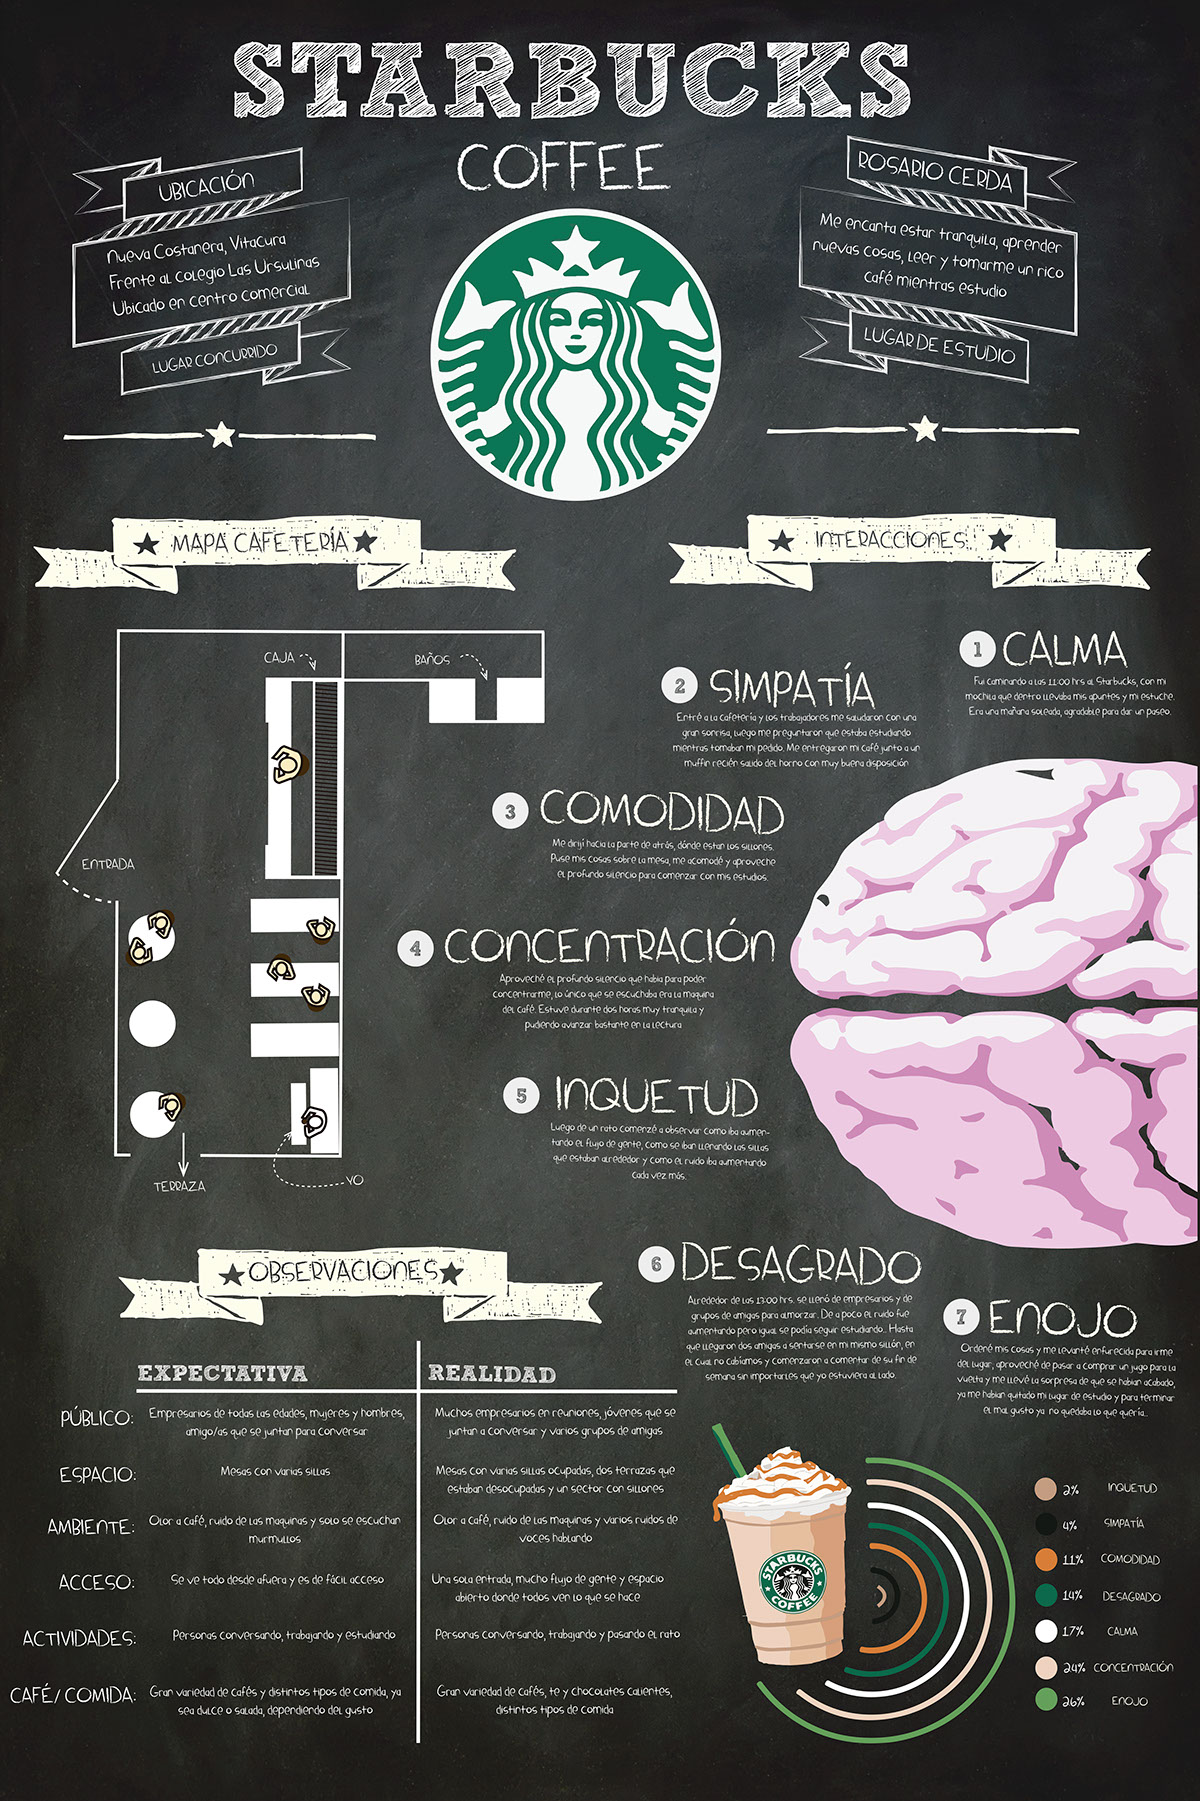 STARBUCKS
COFFEE
UBICACIÓN
Nueva Costanera, Vitacura
Frente al colegio Las Ursulinas
Ubicado en centro comercial
LUGAR CONCURRIDO
ROSARIO CERDA
Me encanta estar tranquila, aprender
nuevas cosas, leer y tomarme un rico
café mientras estudio
LUGAR DE ESTUDIO
MAPA CAFETERÍA
CAJA
BAÑOS
ENTRADA
TERRAZA
YO
INTERACCIONES
1 CALMA
Fui caminando a las 11:00 hrs al Starbucks, con mi
mochila que dentro llevaba mis apuntes y mi estuche.
Era una mañana soleada, agradable para dar un paseo.
2 SIMPATÍA
Entré a la cafetería y los trabajadores me saludaron con una
gran sonrisa, luego me preguntaron que estaba estudiando
mientras tomaban mi pedido. Me entregaron mi café junto a un
muffin recién salido del horno con muy buena disposición
3 COMODIDAD
Me dirijí hacia la parte de atrás, dónde estan los sillones.
Puse mis cosas sobre la mesa, me acomodé y aproveche
el profundo silencio para comenzar con mis estudios.
4 CONCENTRACIÓN
Aproveché el profundo silencio que habia para poder
concentrarme, lo único que se escuchaba era la maquina
del café. Estuve durante dos horas muy tranquila y
pudiendo avanzar bastante en la lectura
5 INQUETUD
Luego de un rato comenzé a observar como iba aumen-
tando el flujo de gente, como se iban llenando las sillas
que estaban alrededor y como el ruido iba aumentando
cada vez más.
6 DESAGRADO
Alrededor de las 13:00 hrs. se llenó de empresarios y de
grupos de amigas para almorzar. De a poco el ruido fue
aumentando pero igual se podía seguir estudiando. Hasta
que llegaron dos amigas a sentarse en mi mismo sillón, en
el cual no cabíamos y comenzaron a comentar de su fin de
semana sin importarles que yo estuviera al lado.
7 ENOJO
Ordené mis cosas y me levanté enfurecida para irme
del lugar, aproveché de pasar a comprar un jugo para la
vuelta y me llevé la sorpresa de que se habian acabado,
ya me habían quitado mi lugar de estudio y para terminar
el mal gusto ya no quedaba lo que quería...
OBSERVACIONES
EXPECTATIVA
REALIDAD
PÚBLICO:
Empresarios de todas las edades, mujeres y hombres,
amigo/as que se juntan para conversar
Muchos empresarios en reuniones, jóvenes que se
juntan a conversar y varios grupos de amigas
ESPACIO:
Mesas con varias sillas
Mesas con varias sillas ocupadas, dos terrazas que
estaban desocupadas y un sector con sillones
AMBIENTE:
Olor a café, ruido de las maquinas y solo se escuchan
murmullos
Olor a café, ruido de las maquinas y varios ruidos de
voces hablando
ACCESO:
Se ve todo desde afuera y es de fácil acceso
Una sola entrada, mucho flujo de gente y espacio
abierto donde todos ven lo que se hace
ACTIVIDADES:
Personas conversando, trabajando y estudiando
Personas conversando, trabajando y pasando el rato
CAFÉ/ COMIDA:
Gran variedad de cafés y distintos tipos de comida, ya
sea dulce o salada, dependiendo del gusto
Gran variedad de cafés, te y chocolates calientes,
distintos tipos de comida
STARBUCKS
COFFEE
2% INQUETUD
4% SIMPATÍA
11% COMODIDAD
14% DESAGRADO
17% CALMA
24% CONCENTRACIÓN
26% ENOJO